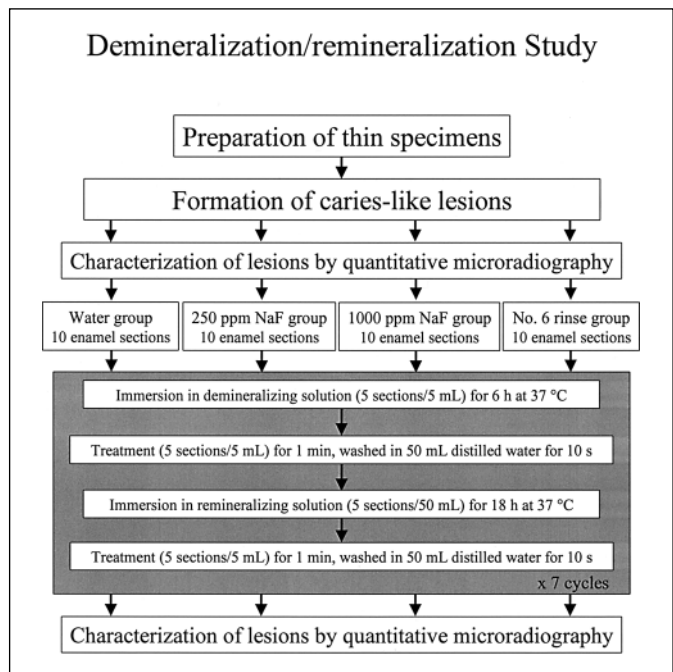 Demineralization/remineralization Study
Preparation of thin specimens
Formation of caries-like lesions
Characterization of lesions by quantitative microradiography
Water group
10 enamel sections
250 ppm NaF group
10 enamel sections
1000 ppm NaF group
10 enamel sections
No. 6 rinse group
10 enamel sections
Immersion in demineralizing solution (5 sections/5 mL) for 6 h at 37 °C
Treatment (5 sections/5 mL) for 1 min, washed in 50 mL distilled water for 10 s
Immersion in remineralizing solution (5 sections/50 mL) for 18 h at 37 °C
Treatment (5 sections/5 mL) for 1 min, washed in 50 mL distilled water for 10 s
x 7 cycles
Characterization of lesions by quantitative microradiography